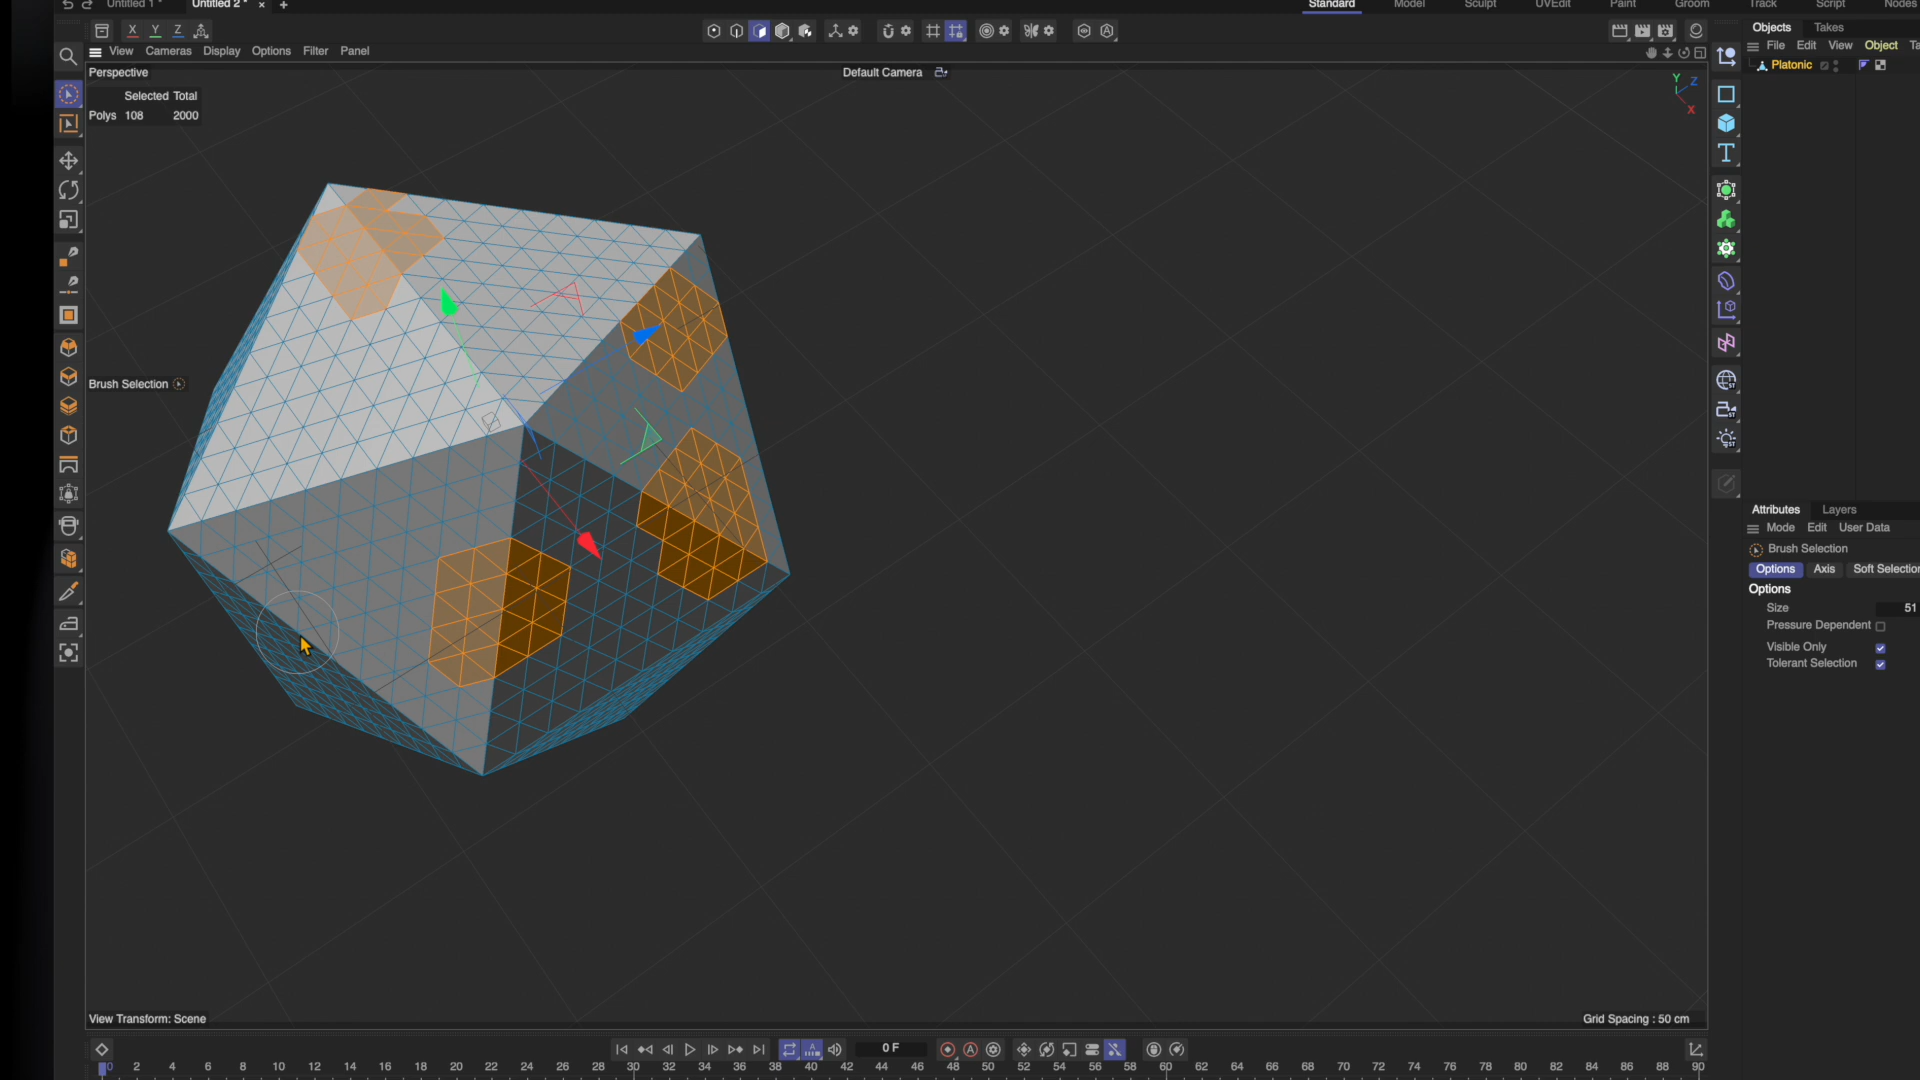 Untitled 1 *
Untitled 2 *
Standard
Model
Sculpt
UVEdit
Paint
Groom
Track
Script
Nodes
X Y Z
View Cameras Display Options Filter Panel
Perspective
Default Camera
Selected Total
Polys 108 2000
Y Z
X
Brush Selection
View Transform: Scene
Grid Spacing : 50 cm
Objects Takes
File Edit View Object Ta
Platonic
Attributes Layers
Mode Edit User Data
Brush Selection
Options Axis Soft Selection
Options
Size 51
Pressure Dependent
Visible Only
Tolerant Selection
0 F
0 2 4 6 8 10 12 14 16 18 20 22 24 26 28 30 32 34 36 38 40 42 44 46 48 50 52 54 56 58 60 62 64 66 68 70 72 74 76 78 80 82 84 86 88 90